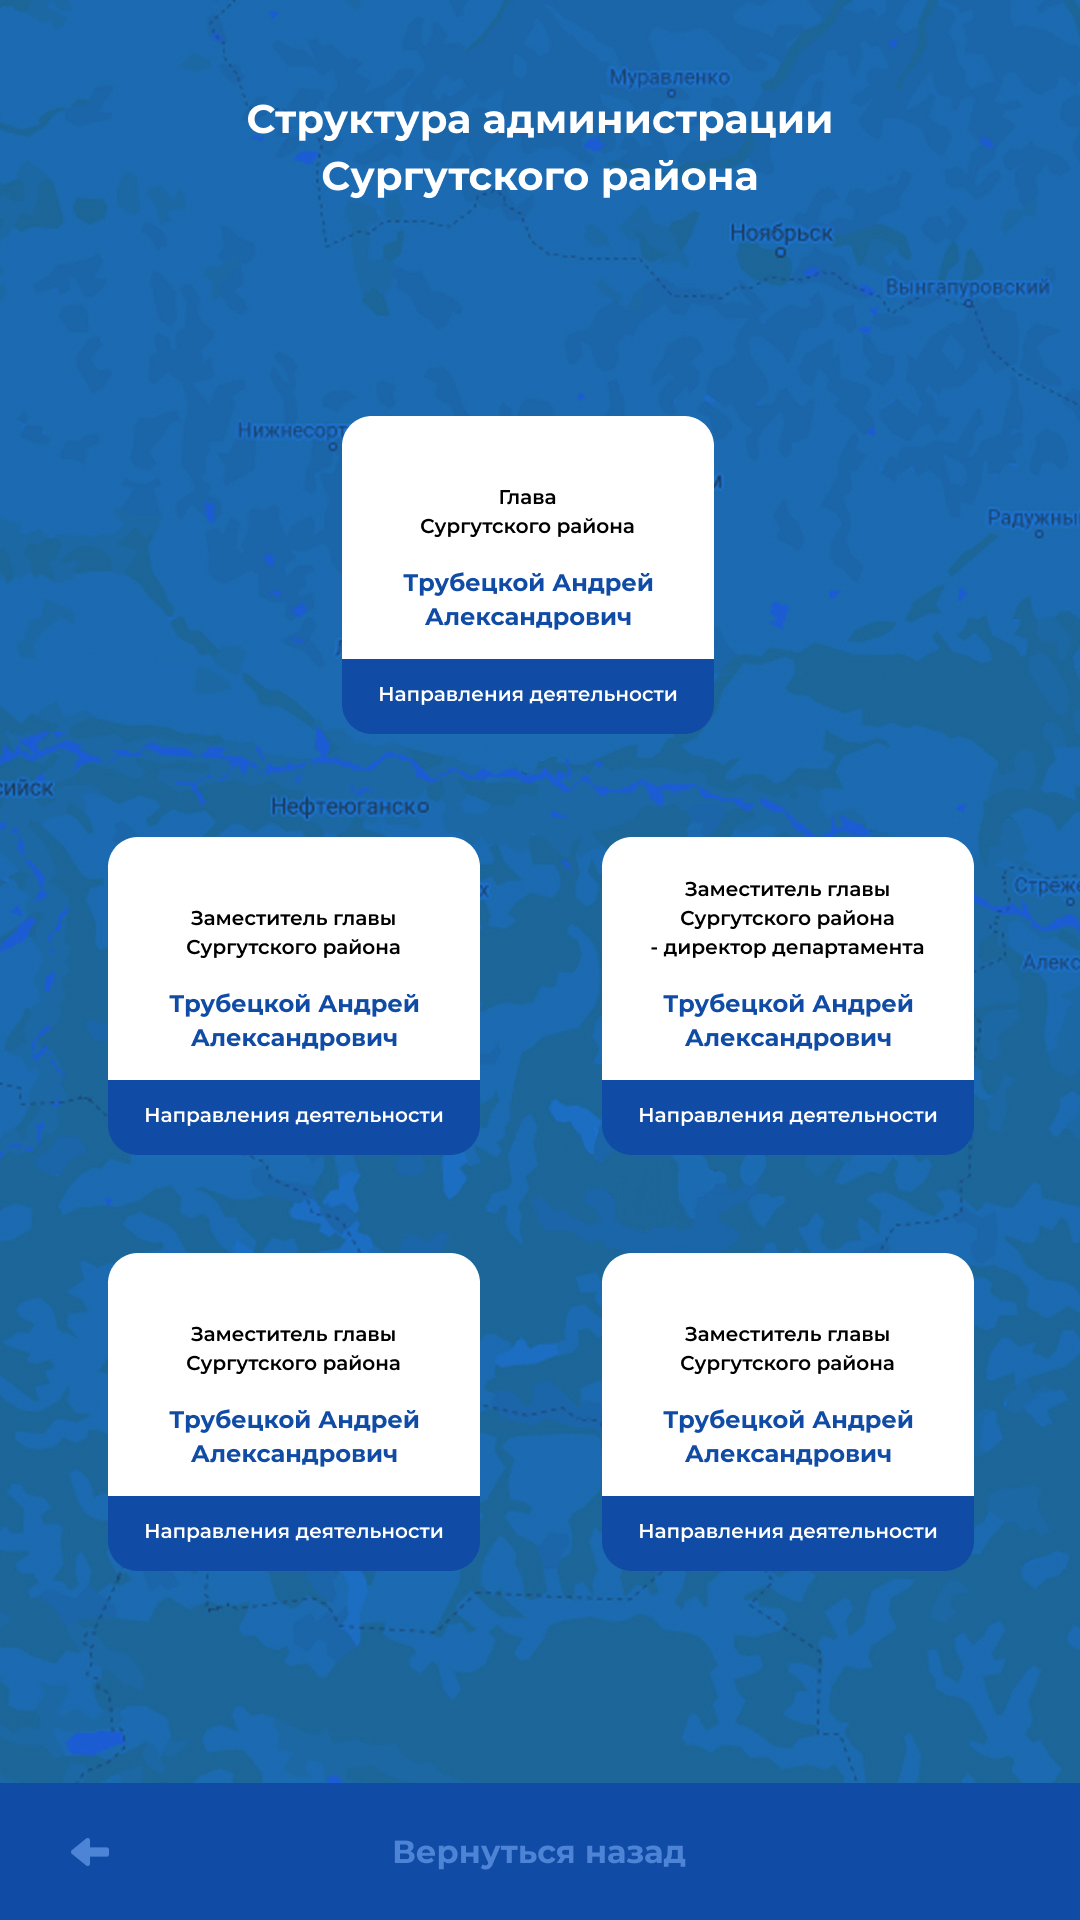 Муравленко
Структура администрации
Сургутского района
Ноябрьск
Вынгапуровский
Нижнесорт
м
Глава
Сургутского района
Радужны
Трубецкой Андрей
Александрович
Направления деятельности
сийск
Нефтеюганск
Заместитель главы
Сургутского района
Трубецкой Андрей
Александрович
Направления деятельности
х
Заместитель главы
Сургутского района
- директор департамента
Трубецкой Андрей
Александрович
Направления деятельности
Стреже
Алекс
Заместитель главы
Сургутского района
Трубецкой Андрей
Александрович
Направления деятельности
Заместитель главы
Сургутского района
Трубецкой Андрей
Александрович
Направления деятельности
Вернуться назад